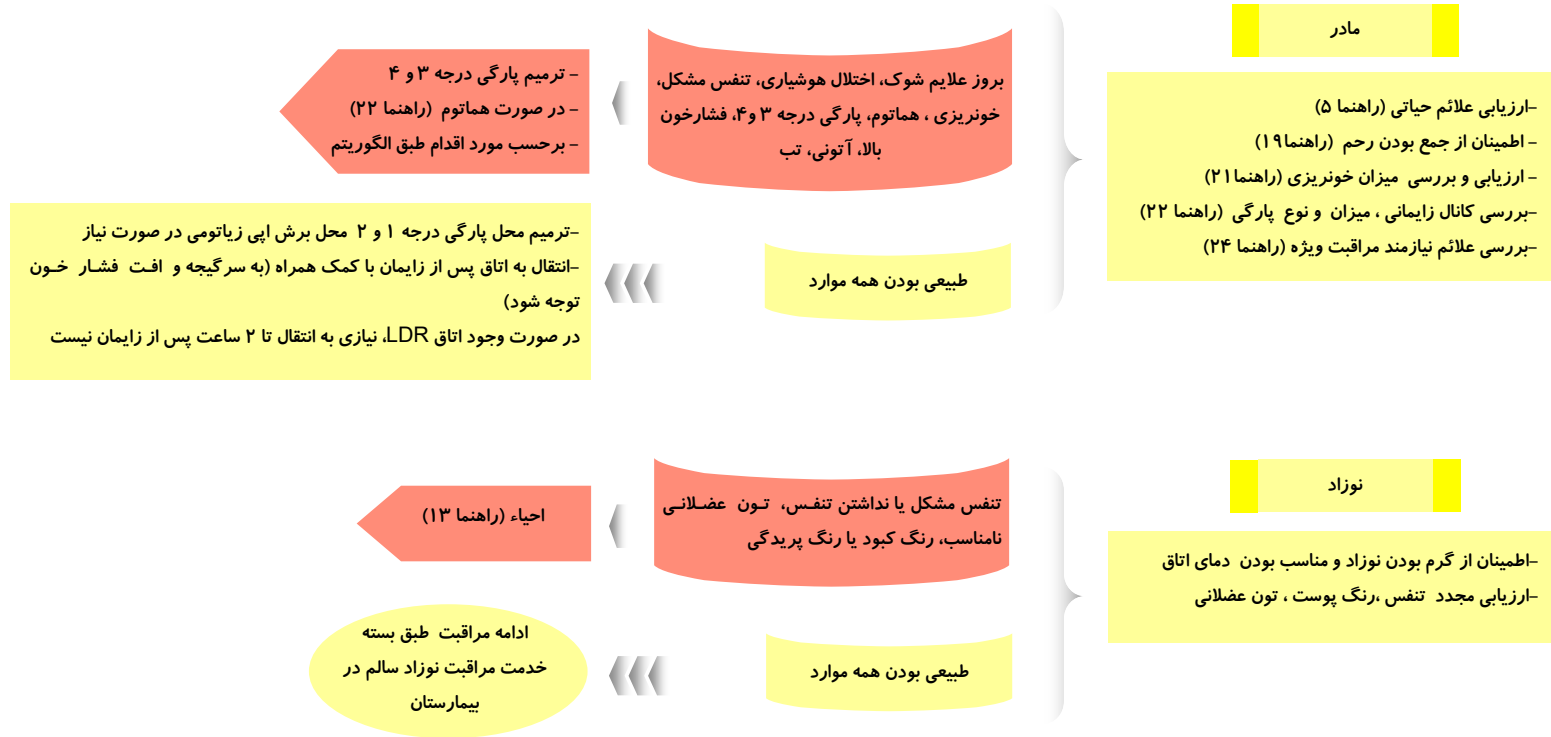 مادر
-ارزیابی علائم حیاتی (راهنما ۵)
- اطمینان از جمع بودن رحم (راهنما۱۹)
- ارزیابی و بررسی میزان خونریزی (راهنما۲۱)
-بررسی کانال زایمانی ، میزان و نوع پارگی (راهنما ۲۲)
-بررسی علائم نیازمند مراقبت ویژه (راهنما ۲۴)
بروز علایم شوک، اختلال هوشیاری، تنفس مشکل،
خونریزی ، هماتوم، پارگی درجه ۳ و۴، فشارخون
بالا، آتونی، تب
- ترمیم پارگی درجه ۳ و ۴
- در صورت هماتوم (راهنما ۲۲)
- برحسب مورد اقدام طبق الگوریتم
طبیعی بودن همه موارد
-ترمیم محل پارگی درجه ۱ و ۲ محل برش اپی زیاتومی در صورت نیاز
-انتقال به اتاق پس از زایمان با کمک همراه (به سرگیجه و افت فشار خون
توجه شود)
در صورت وجود اتاق LDR، نیازی به انتقال تا ۲ ساعت پس از زایمان نیست
نوزاد
-اطمینان از گرم بودن نوزاد و مناسب بودن دمای اتاق
-ارزیابی مجدد تنفس ،رنگ پوست ، تون عضلانی
تنفس مشکل یا نداشتن تنفس، تون عضلانی
نامناسب، رنگ کبود یا رنگ پریدگی
احیاء (راهنما ۱۳)
طبیعی بودن همه موارد
ادامه مراقبت طبق بسته
خدمت مراقبت نوزاد سالم در
بیمارستان